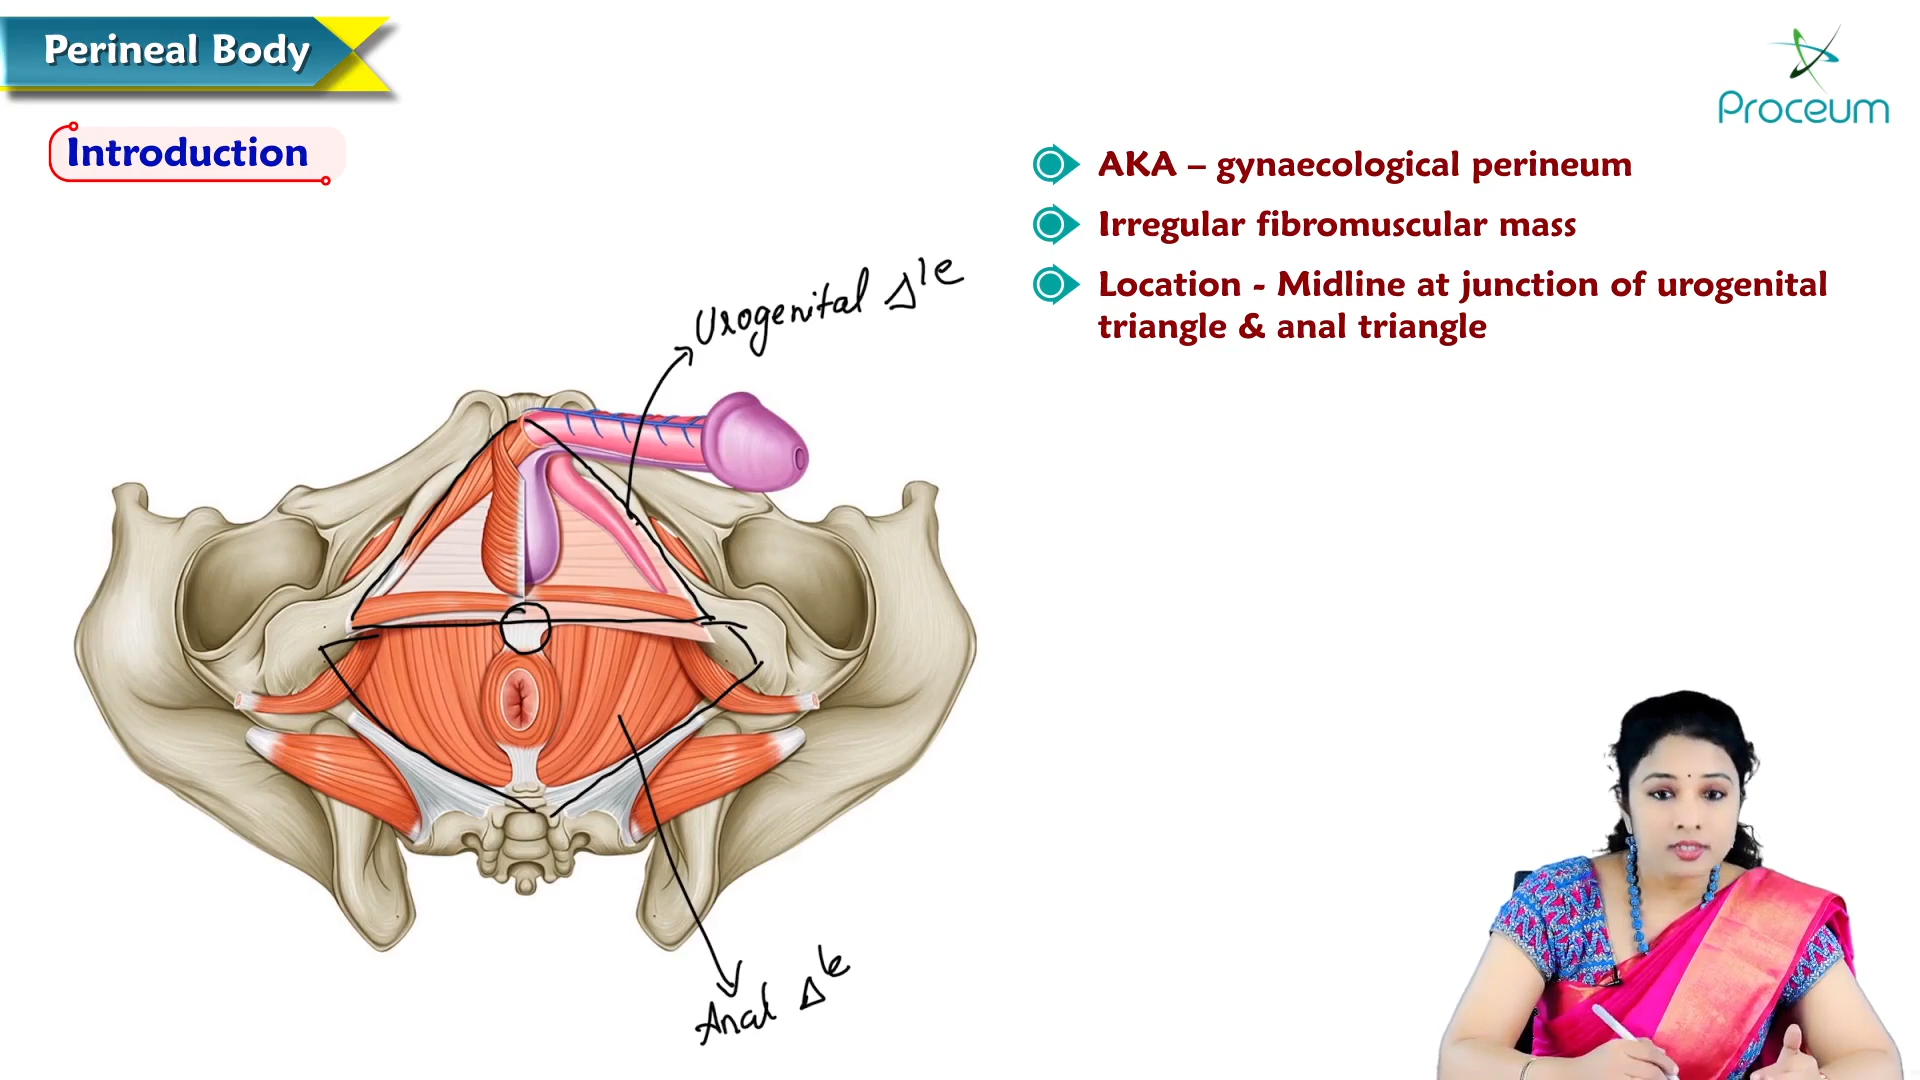 Perineal Body
Proceum
Introduction
AKA – gynaecological perineum
Irregular fibromuscular mass
Location - Midline at junction of urogenital
triangle & anal triangle
Urogenital Δle
Anal Δle